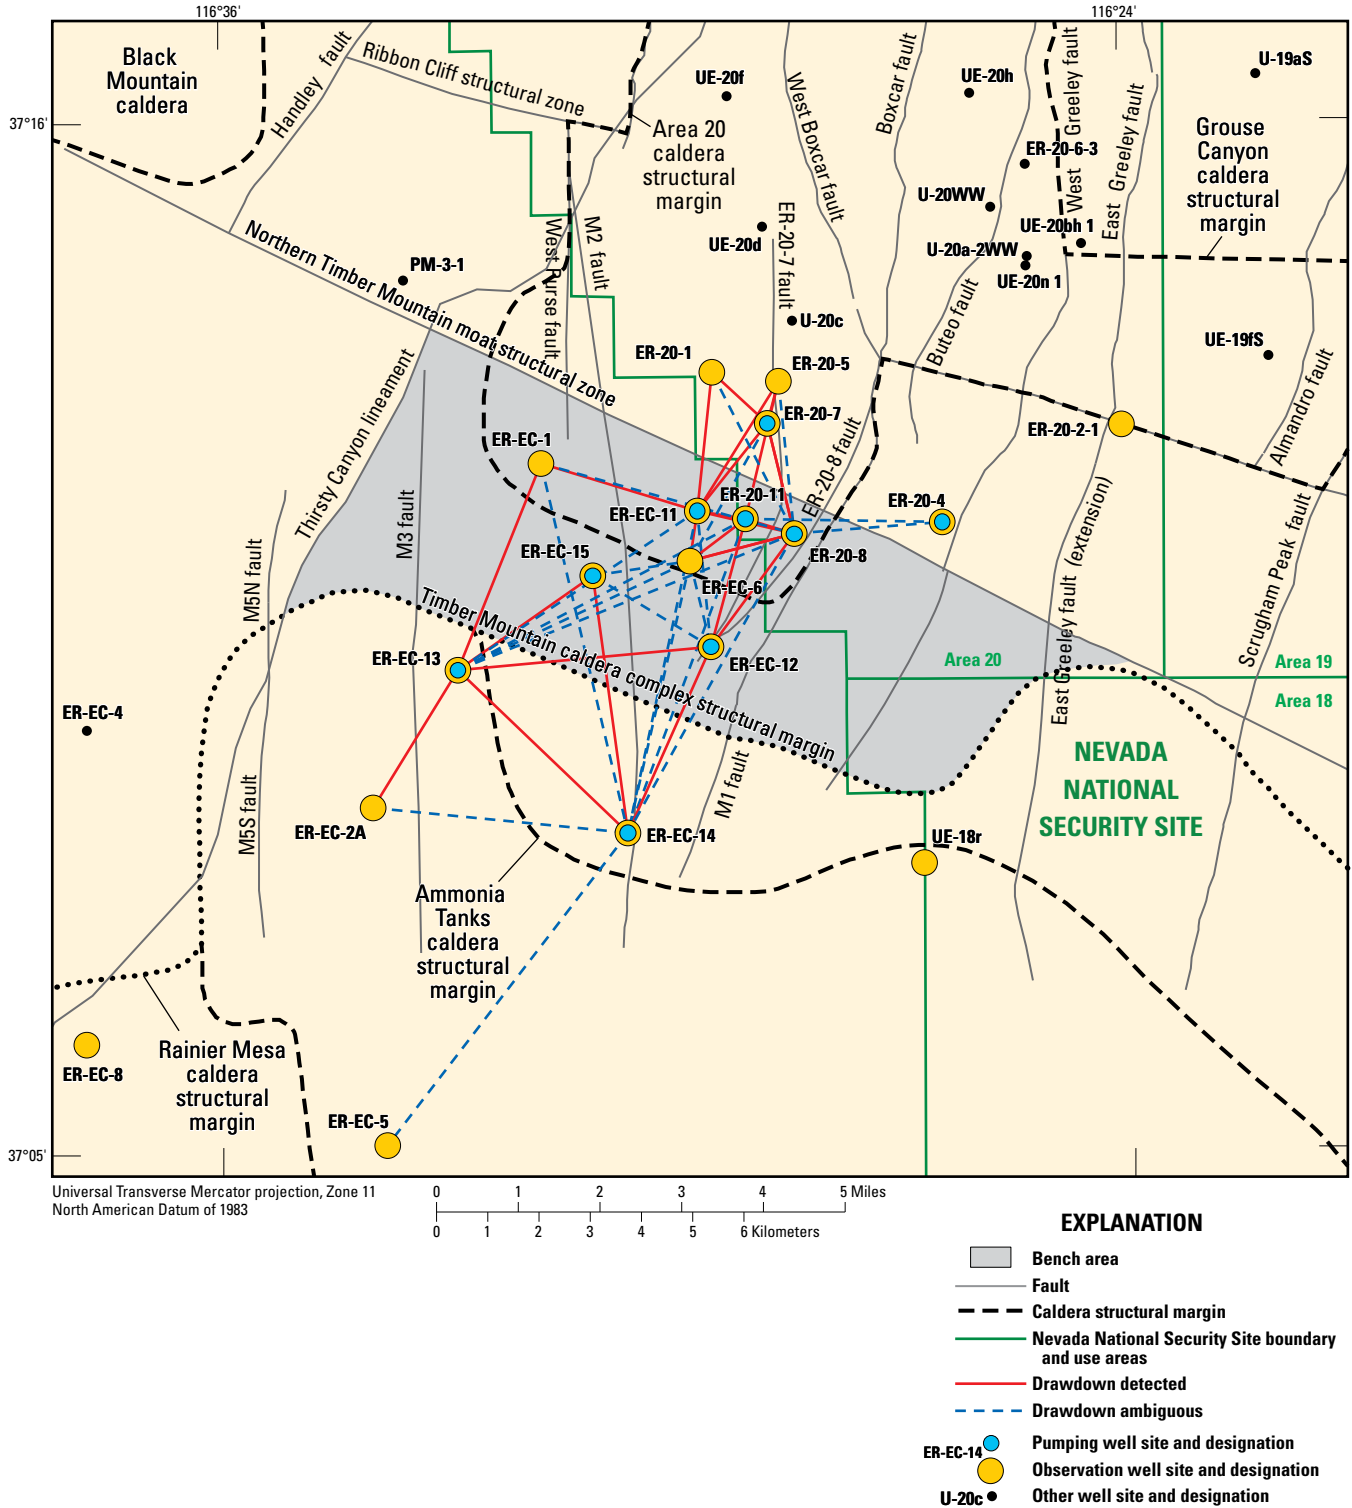 116°36'
116°24'
37°16'
37°05'
Black
Mountain
caldera
Handley fault
Ribbon Cliff structural zone
UE-20f
Area 20
caldera
structural
margin
West Boxcar fault
Boxcar fault
UE-20h
West Greeley fault
East Greeley fault
U-19aS
Grouse
Canyon
caldera
structural
margin
ER-20-6-3
U-20WW
UE-20bh 1
U-20a-2WW
UE-20n 1
UE-20d
ER-20-7 fault
West Purse fault
M2 fault
Northern Timber Mountain moat structural zone
PM-3-1
U-20c
Buteo fault
UE-19fS
Almandro fault
ER-20-1
ER-20-5
ER-20-7
ER-20-8 fault
ER-20-2-1
Thirsty Canyon lineament
ER-EC-1
M3 fault
ER-EC-11
ER-20-11
ER-20-4
ER-20-8
East Greeley fault (extension)
Scrugham Peak fault
M5N fault
ER-EC-15
ER-EC-6
Timber Mountain caldera complex structural margin
ER-EC-13
ER-EC-12
Area 20
Area 19
Area 18
ER-EC-4
NEVADA
NATIONAL
SECURITY SITE
M5S fault
M1 fault
ER-EC-2A
ER-EC-14
UE-18r
Ammonia
Tanks
caldera
structural
margin
Rainier Mesa
caldera
structural
margin
ER-EC-8
ER-EC-5
Universal Transverse Mercator projection, Zone 11
North American Datum of 1983
0 1 2 3 4 5 Miles
0 1 2 3 4 5 6 Kilometers
EXPLANATION
Bench area
Fault
Caldera structural margin
Nevada National Security Site boundary
and use areas
Drawdown detected
Drawdown ambiguous
ER-EC-14 Pumping well site and designation
Observation well site and designation
U-20c Other well site and designation